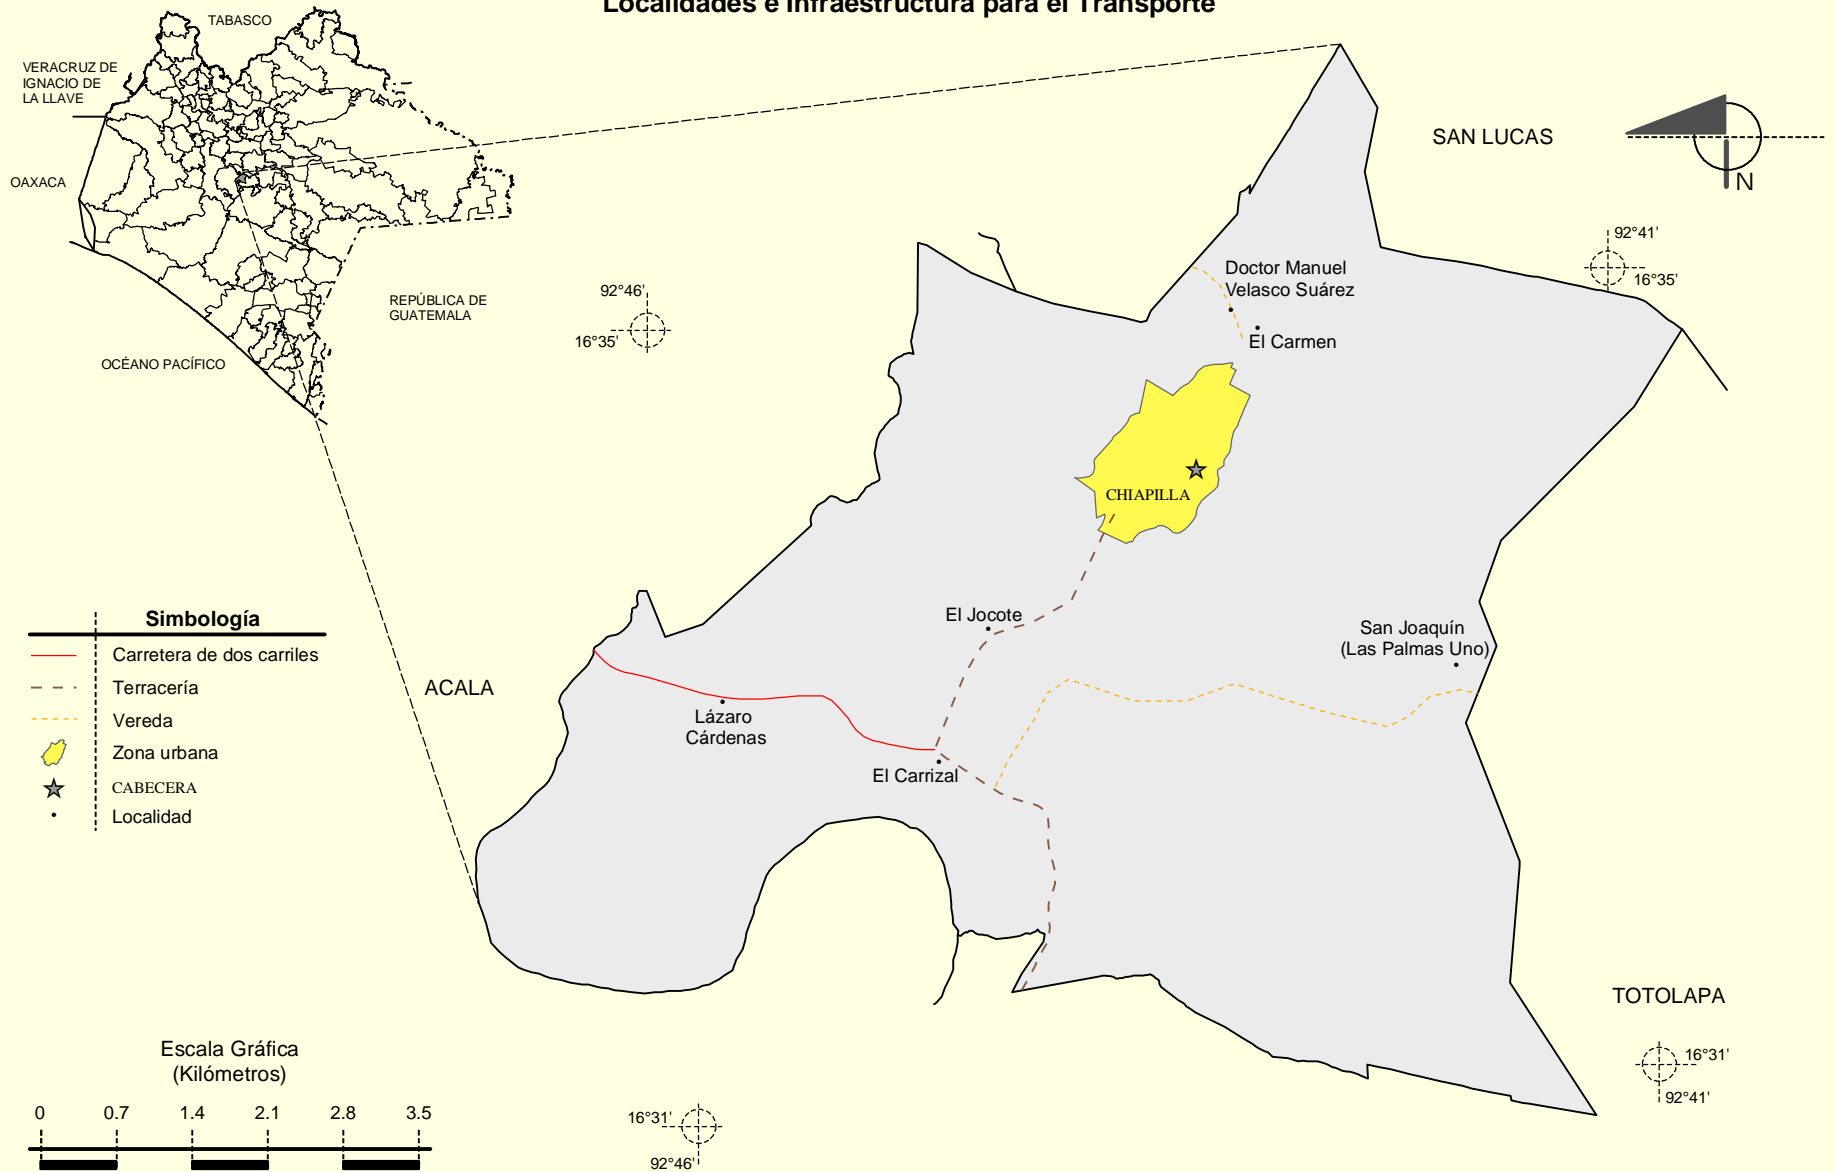 Localidades e Infraestructura para el Transporte
TABASCO
VERACRUZ DE
IGNACIO DE
LA LLAVE
OAXACA
REPÚBLICA DE
GUATEMALA
OCÉANO PACÍFICO
SAN LUCAS
N
92°41'
16°35'
92°46'
16°35'
Doctor Manuel
Velasco Suárez
El Carmen
CHIAPILLA
El Jocote
San Joaquín
(Las Palmas Uno)
ACALA
Lázaro
Cárdenas
El Carrizal
Simbología
Carretera de dos carriles
Terracería
Vereda
Zona urbana
CABECERA
Localidad
TOTOLAPA
16°31'
92°41'
Escala Gráfica
(Kilómetros)
0 0.7 1.4 2.1 2.8 3.5
16°31'
92°46'